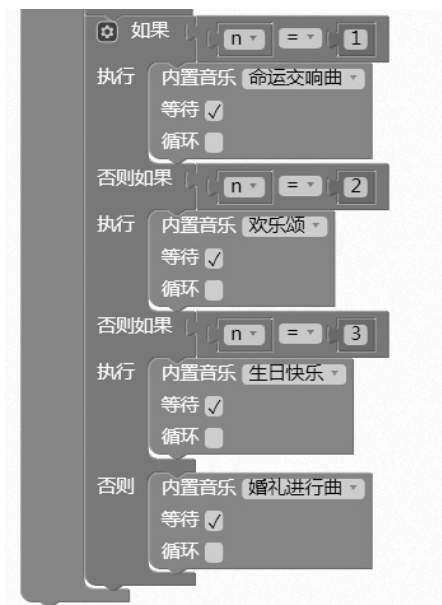 如果 n = 1
执行 内置音乐 命运交响曲
等待
循环
否则如果 n = 2
执行 内置音乐 欢乐颂
等待
循环
否则如果 n = 3
执行 内置音乐 生日快乐
等待
循环
否则 内置音乐 婚礼进行曲
等待
循环